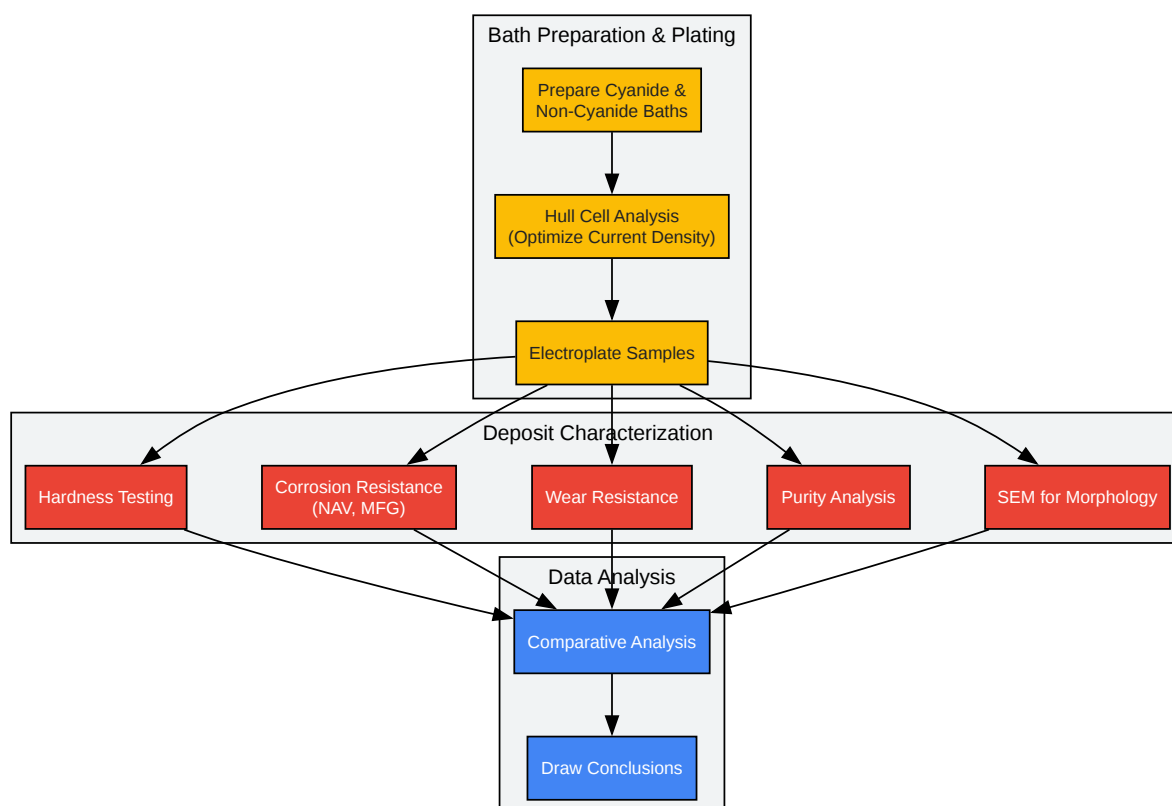 Bath Preparation & Plating
Prepare Cyanide &
Non-Cyanide Baths
Hull Cell Analysis
(Optimize Current Density)
Electroplate Samples
Deposit Characterization
Hardness Testing
Corrosion Resistance
(NAV, MFG)
Wear Resistance
Purity Analysis
SEM for Morphology
Data Analysis
Comparative Analysis
Draw Conclusions